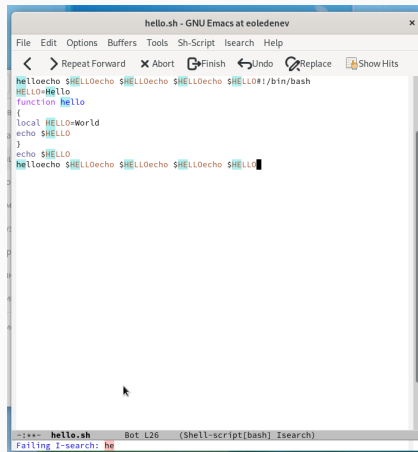 hello.sh - GNU Emacs at eoledenev
×
File Edit Options Buffers Tools Sh-Script Isearch Help
Repeat Forward Abort Finish Undo Replace Show Hits
helloecho $HELLOecho $HELLOecho $HELLOecho $HELLO#!/bin/bash
HELLO=Hello
function hello
{
local HELLO=World
echo $HELLO
}
echo $HELLO
helloecho $HELLOecho $HELLOecho $HELLOecho $HELLO
-:**- hello.sh Bot L26 (Shell-script[bash] Isearch)
Failing I-search: he